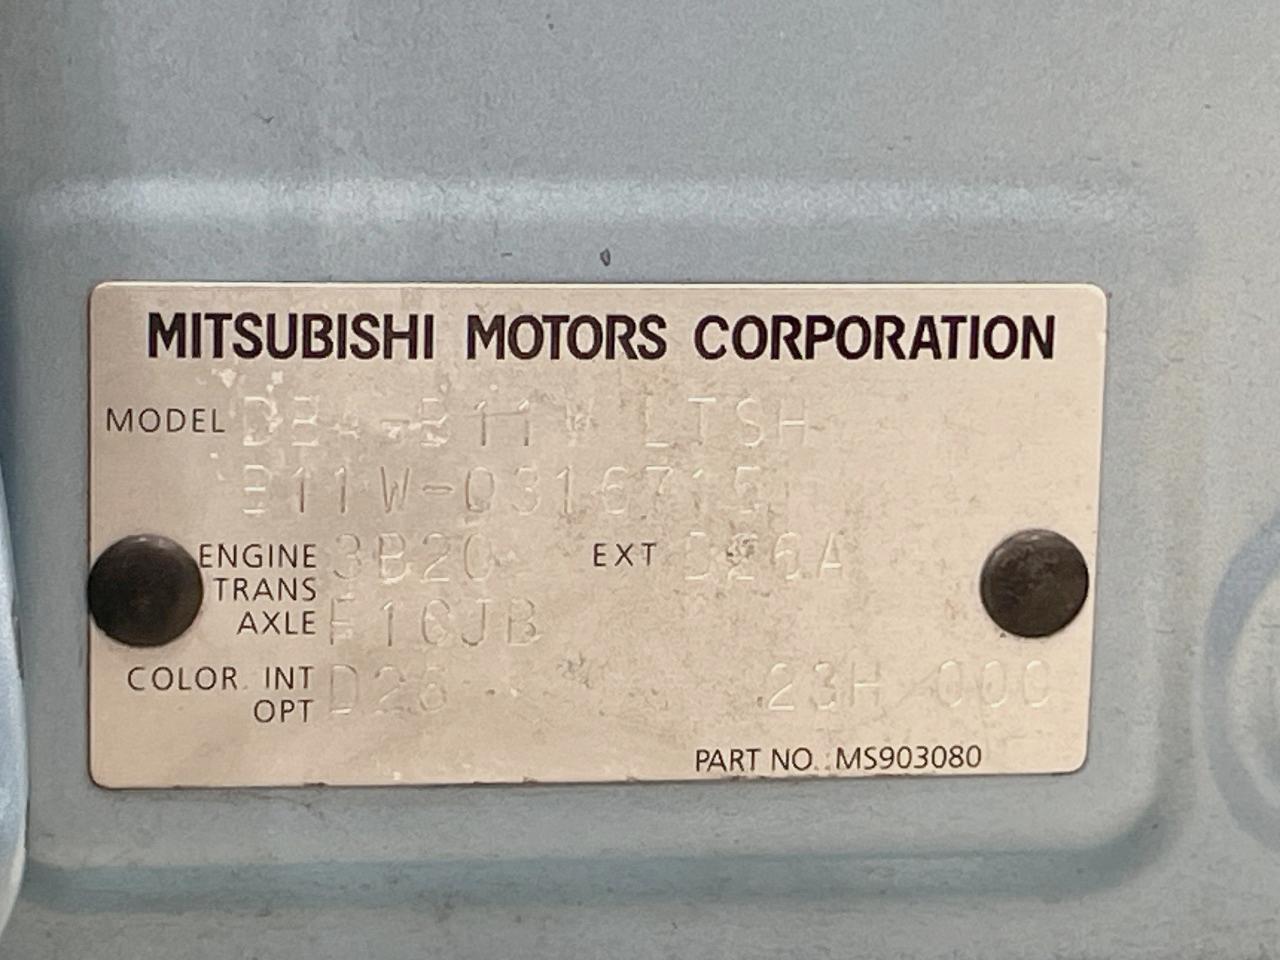 MITSUBISHI MOTORS CORPORATION
MODEL DBA-B11W LTSH
B11W-0316715
ENGINE 3B20 EXT D26A
TRANS
AXLE F1CJB
COLOR INT D26 23H 000
OPT
PART NO.:MS903080